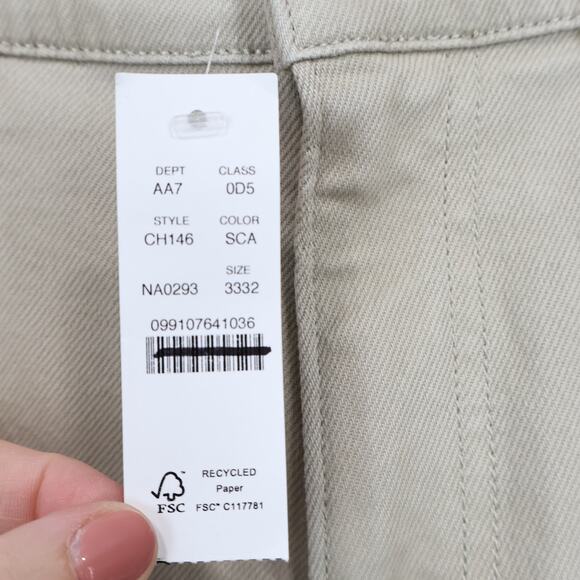 DEPT CLASS
AA7 0D5
STYLE COLOR
CH146 SCA
SIZE
NA0293 3332
099107641036
RECYCLED
Paper
FSC™ C117781
FSC